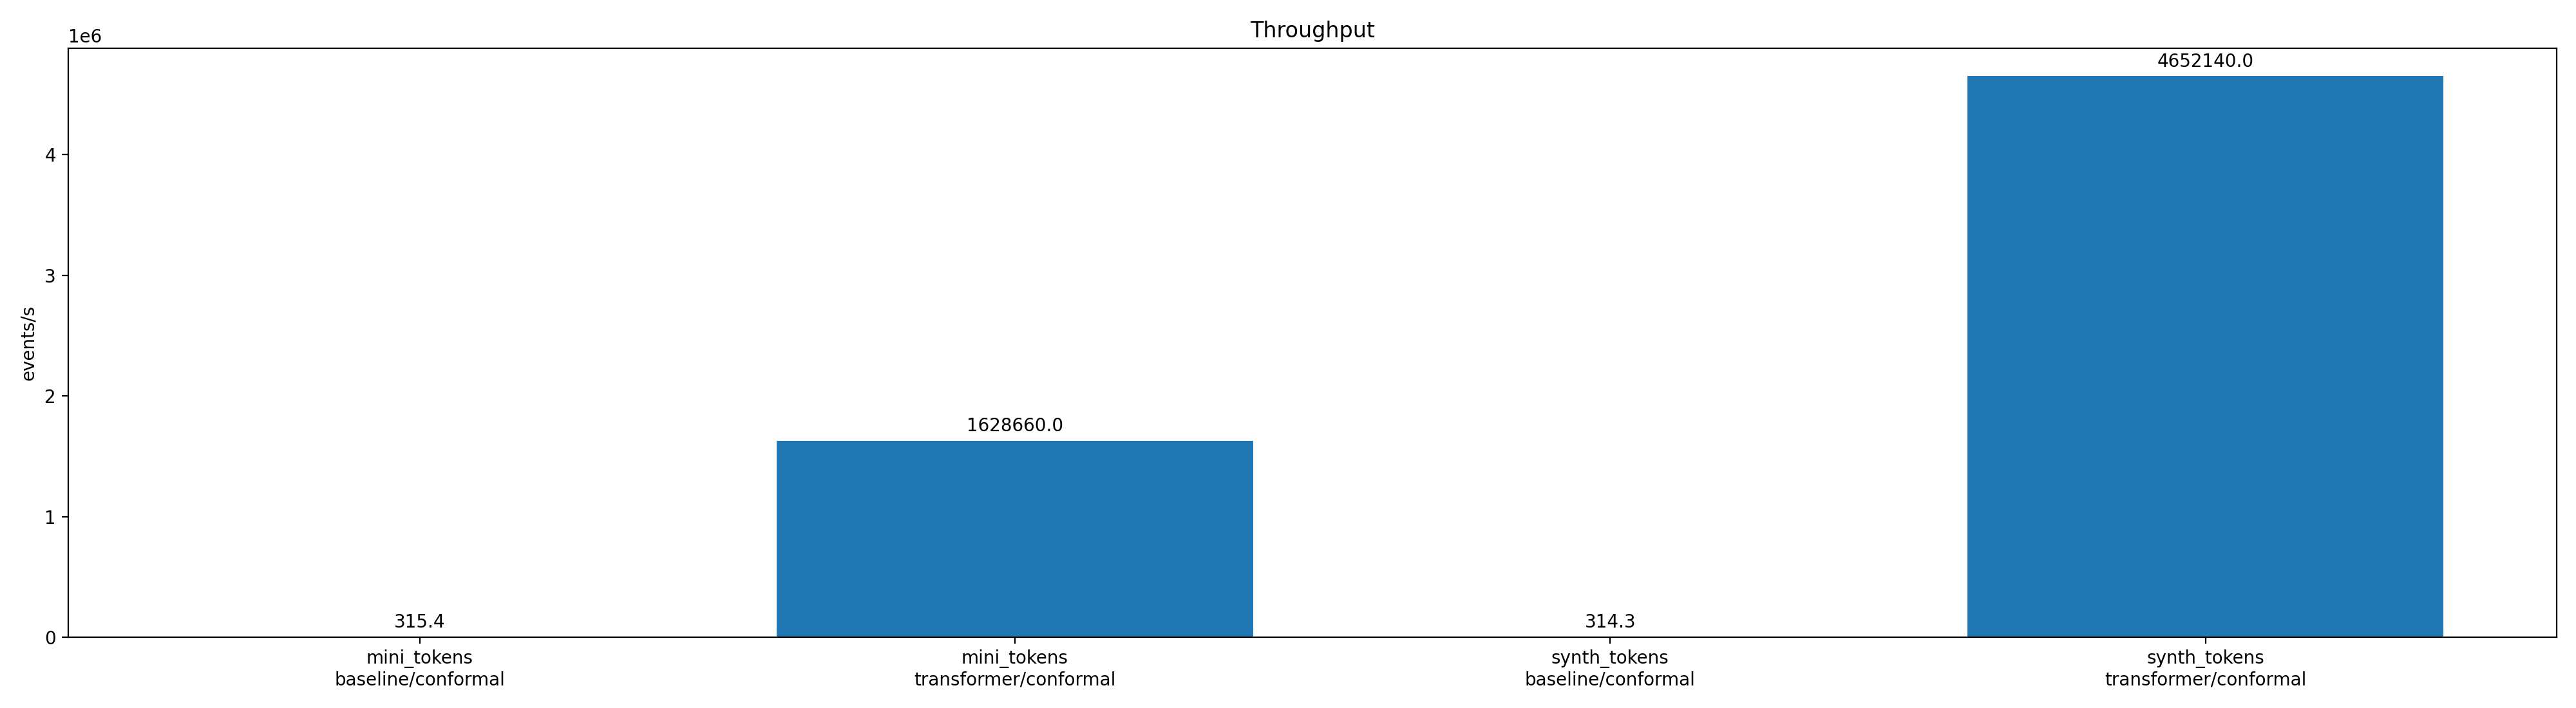 Throughput
1e6
4652140.0
4
3
events/s
2
1628660.0
1
315.4
314.3
0
mini_tokens
baseline/conformal
mini_tokens
transformer/conformal
synth_tokens
baseline/conformal
synth_tokens
transformer/conformal